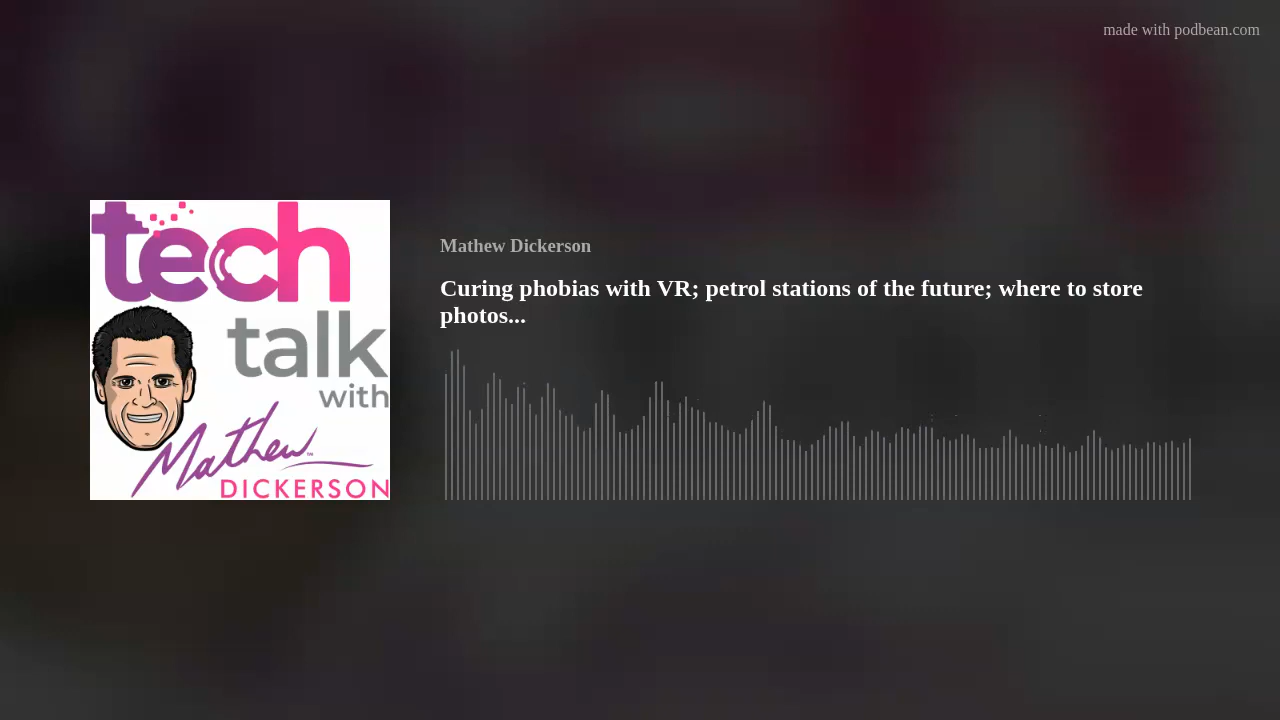 made with podbean.com
tech
talk
with
Mathew
DICKERSON
Mathew Dickerson
Curing phobias with VR; petrol stations of the future; where to store
photos...